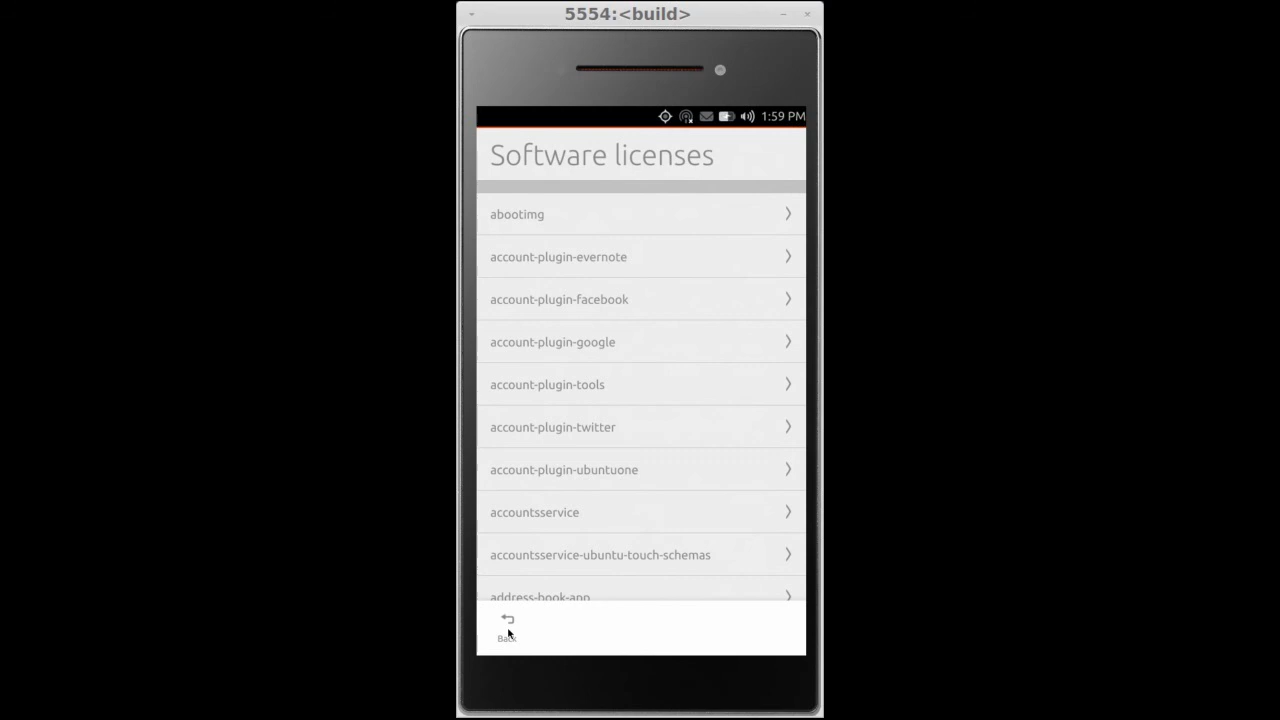 5554:<build>
1:59 PM
Software licenses
abootimg
account-plugin-evernote
account-plugin-facebook
account-plugin-google
account-plugin-tools
account-plugin-twitter
account-plugin-ubuntuone
accountsservice
accountsservice-ubuntu-touch-schemas
address-book-app
Back